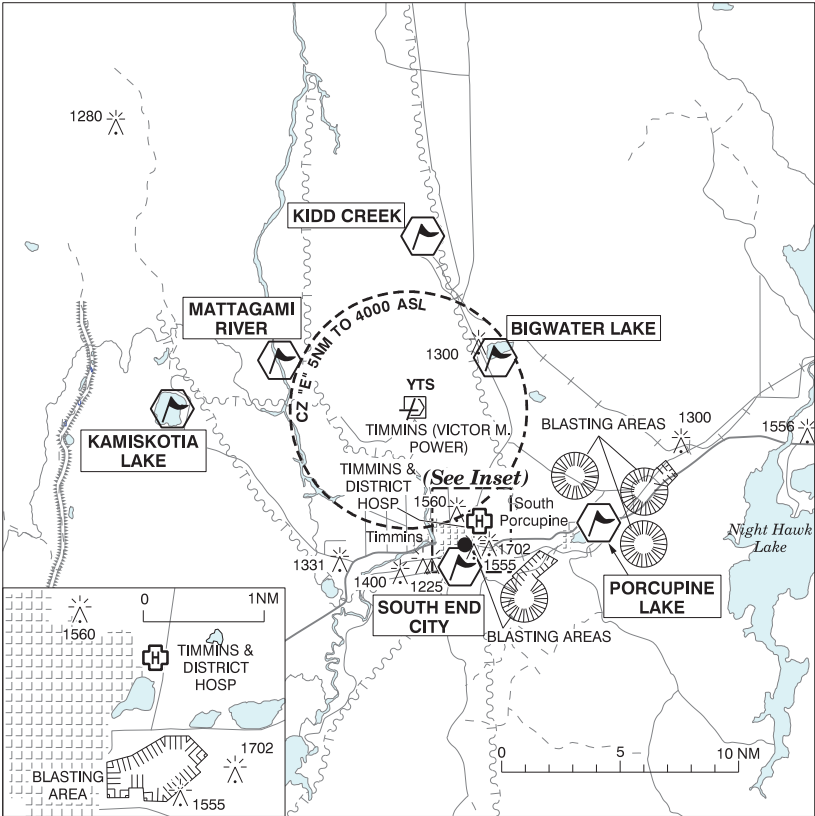 1280
KIDD CREEK
MATTAGAMI
RIVER
CZ "E" 5NM TO 4000 ASL
BIGWATER LAKE
1300
YTS
TIMMINS (VICTOR M.
POWER)
KAMISKOTIA
LAKE
BLASTING AREAS
1300
1556
TIMMINS &
DISTRICT
HOSP
(See Inset)
1560
H
South
Porcupine
Timmins
1702
1555
1331
1400
1225
Night Hawk
Lake
PORCUPINE
LAKE
SOUTH END
CITY
BLASTING AREAS
0 1NM
1560
H
TIMMINS &
DISTRICT
HOSP
1702
BLASTING
AREA
1555
0 5 10 NM